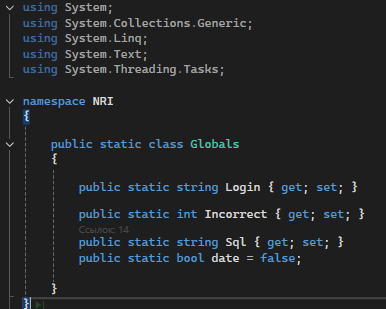 using System;
using System.Collections.Generic;
using System.Linq;
using System.Text;
using System.Threading.Tasks;
namespace NRI
{
public static class Globals
{
public static string Login { get; set; }
public static int Incorrect { get; set; }
Ссылок: 14
public static string Sql { get; set; }
public static bool date = false;
}
}